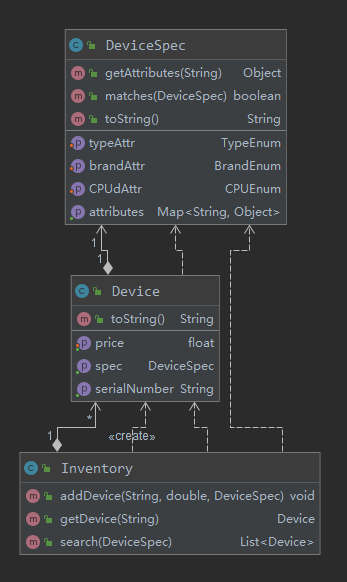 DeviceSpec
getAttributes(String) Object
matches(DeviceSpec) boolean
toString() String
typeAttr TypeEnum
brandAttr BrandEnum
CPUdAttr CPUEnum
attributes Map<String, Object>
1
1
Device
toString() String
price float
spec DeviceSpec
serialNumber String
*
1 «create»
Inventory
addDevice(String, double, DeviceSpec) void
getDevice(String) Device
search(DeviceSpec) List<Device>